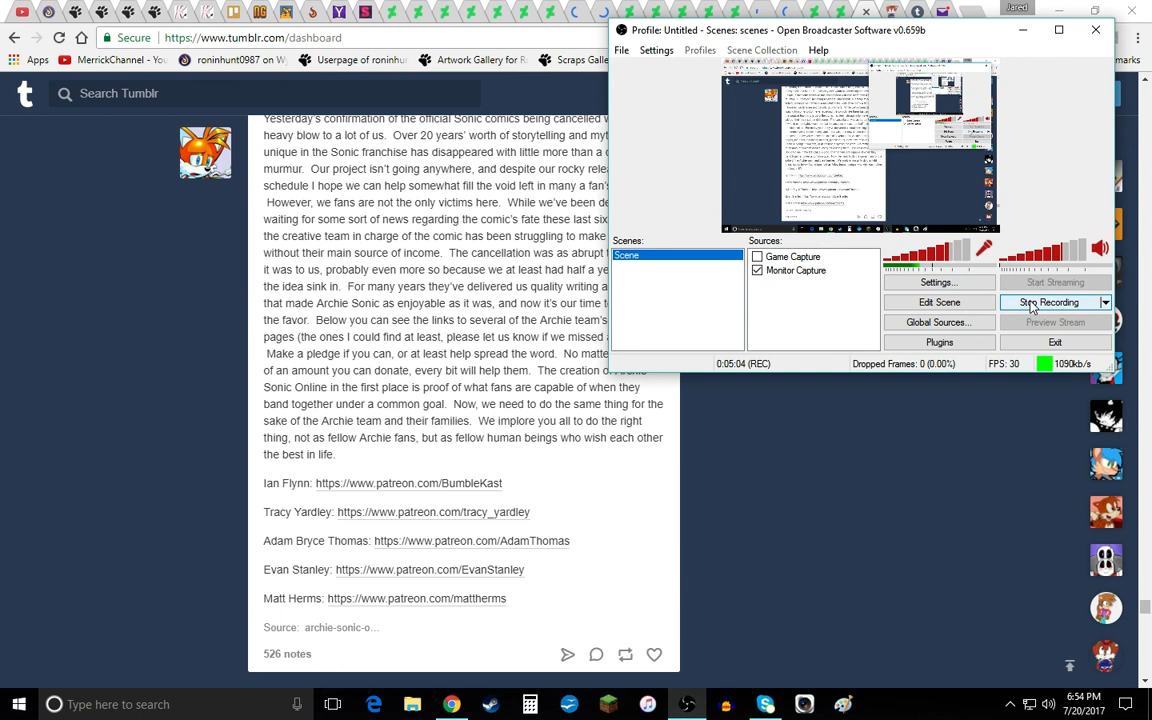 Jared
Secure
https://www.tumblr.com/dashboard
Apps
MerrickChannel - You
roninhunt0987 on W
Userpage of roninhu
Artwork Gallery for R
Scraps Galle
marks
Search Tumblr
Yesterday's confirmation of the official Sonic comics being cancelled
heavy blow to a lot of us. Over 20 years' worth of storytelling and
in the Sonic franchise has disappeared with little more than a
murmur. Our project isn't going anywhere, and despite our rocky
schedule I hope we can help somewhat fill the void left in many a fan's
However, we fans are not the only victims here. While we've been
waiting for some sort of news regarding the comic's fate these last six
the creative team in charge of the comic has been struggling to make
without their main source of income. The cancellation was as abrupt
it was to us, probably even more so because we at least had half a
the idea sink in. For many years they've delivered us quality writing
that made Archie Sonic as enjoyable as it was, and now it's our time
the favor. Below you can see the links to several of the Archie team's
pages (the ones I could find at least, please let us know if we missed
Make a pledge if you can, or at least help spread the word. No
of an amount you can donate, every bit will help them. The creation of Archie
Sonic Online in the first place is proof of what fans are capable of when they
band together under a common goal. Now, we need to do the same thing for the
sake of the Archie team and their families. We implore you all to do the right
thing, not as fellow Archie fans, but as fellow human beings who wish each other
the best in life.
Ian Flynn: https://www.patreon.com/BumbleKast
Tracy Yardley: https://www.patreon.com/tracy_yardley
Adam Bryce Thomas: https://www.patreon.com/AdamThomas
Evan Stanley: https://www.patreon.com/EvanStanley
Matt Herms: https://www.patreon.com/mattherms
Source: archie-sonic-o...
526 notes
Profile: Untitled - Scenes: scenes - Open Broadcaster Software v0.659b
File Settings Profiles Scene Collection Help
Scenes:
Scene
Sources:
Game Capture
Monitor Capture
Settings...
Start Streaming
Edit Scene
Stop Recording
Global Sources...
Preview Stream
Plugins
Exit
0:05:04 (REC)
Dropped Frames: 0 (0.00%)
FPS: 30
1090kb/s
Type here to search
6:54 PM
7/20/2017